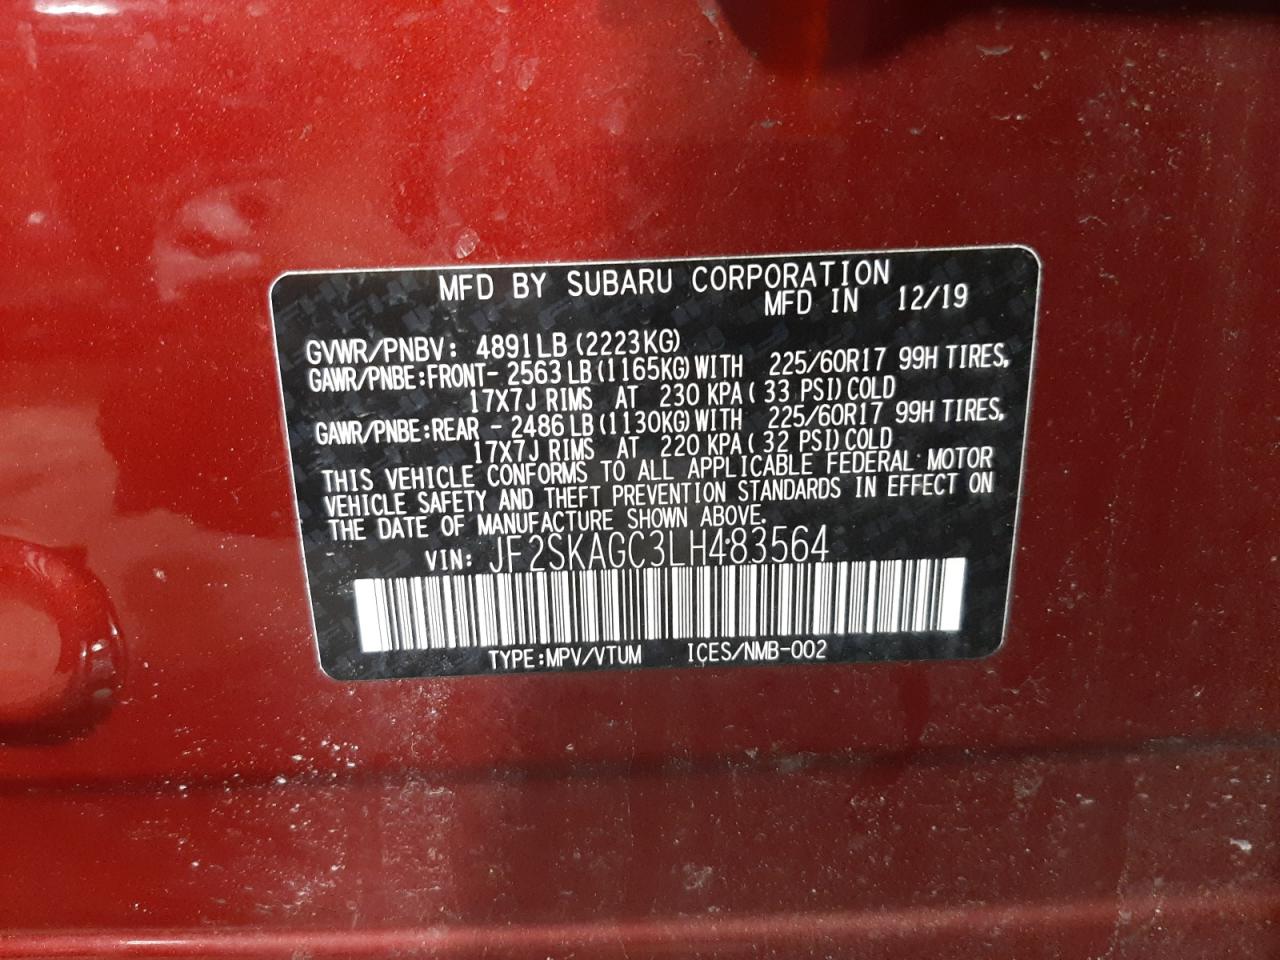 MFD BY SUBARU CORPORATION
MFD IN 12/19
GVWR/PNBV: 4891LB (2223KG)
GAWR/PNBE:FRONT- 2563 LB (1165KG) WITH 225/60R17 99H TIRES,
17X7J RIMS AT 230 KPA ( 33 PSI) COLD
GAWR/PNBE:REAR - 2486 LB (1130KG) WITH 225/60R17 99H TIRES,
17X7J RIMS AT 220 KPA ( 32 PSI) COLD
THIS VEHICLE CONFORMS TO ALL APPLICABLE FEDERAL MOTOR
VEHICLE SAFETY AND THEFT PREVENTION STANDARDS IN EFFECT ON
THE DATE OF MANUFACTURE SHOWN ABOVE.
VIN: JF2SKAGC3LH483564
TYPE:MPV/VTUM ICES/NMB-002